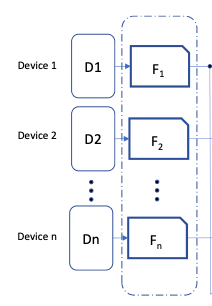 Device 1 D1 F1
Device 2 D2 F2
Device n Dn Fn